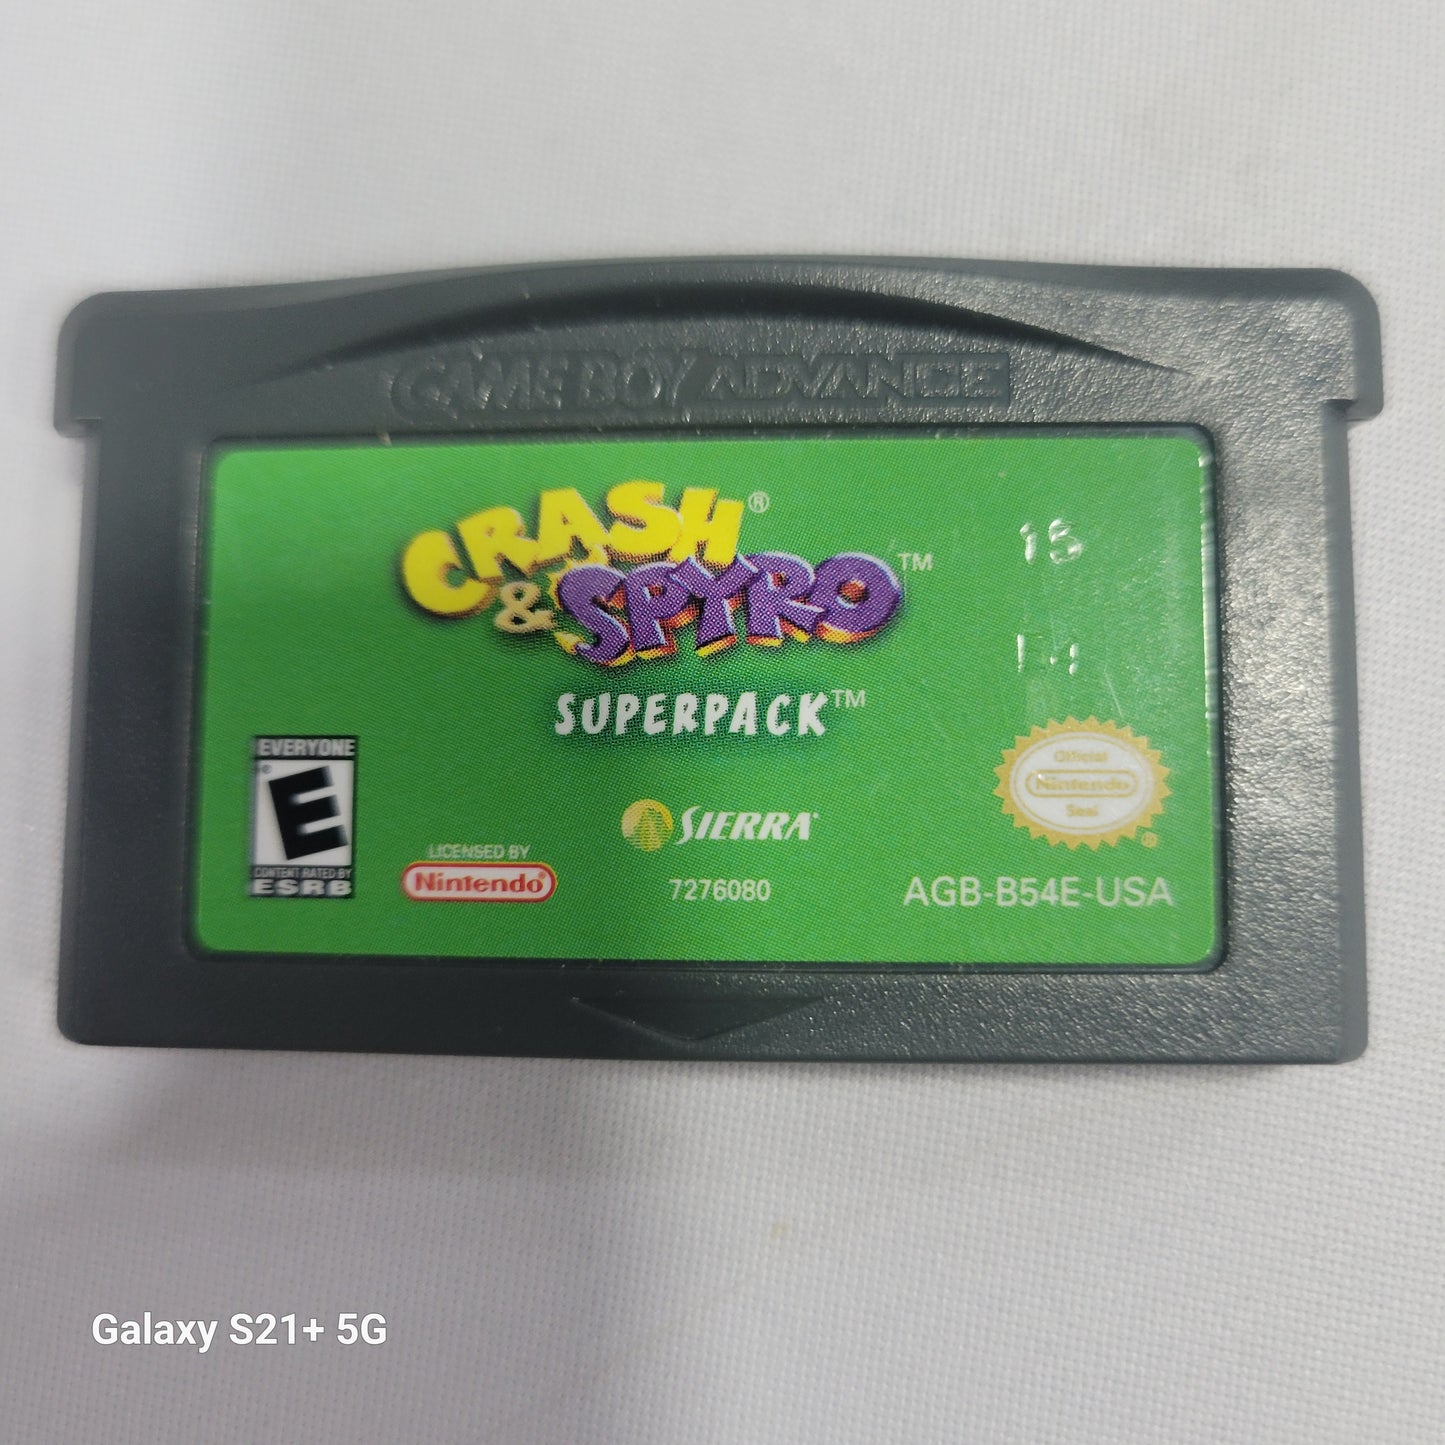 GAME BOY ADVANCE
CRASH®
& SPYRO™
SUPERPACK™
15
EVERYONE
E
CONTENT RATED BY
ESRB
LICENSED BY
Nintendo®
SIERRA
7276080
Official
Nintendo
Seal
®
AGB-B54E-USA
Galaxy S21+ 5G